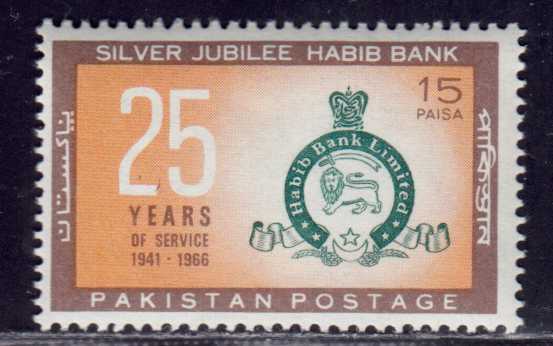 SILVER JUBILEE HABIB BANK
25
YEARS
OF SERVICE
1941 - 1966
15
PAISA
Habib Bank Limited
پاکستان
PAKISTAN POSTAGE